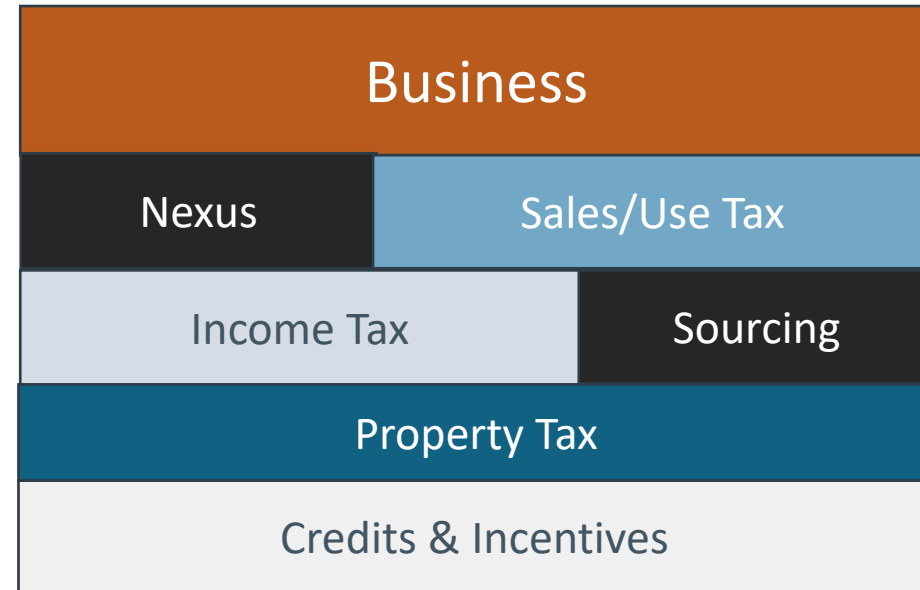 Business
Nexus
Sales/Use Tax
Income Tax
Sourcing
Property Tax
Credits & Incentives